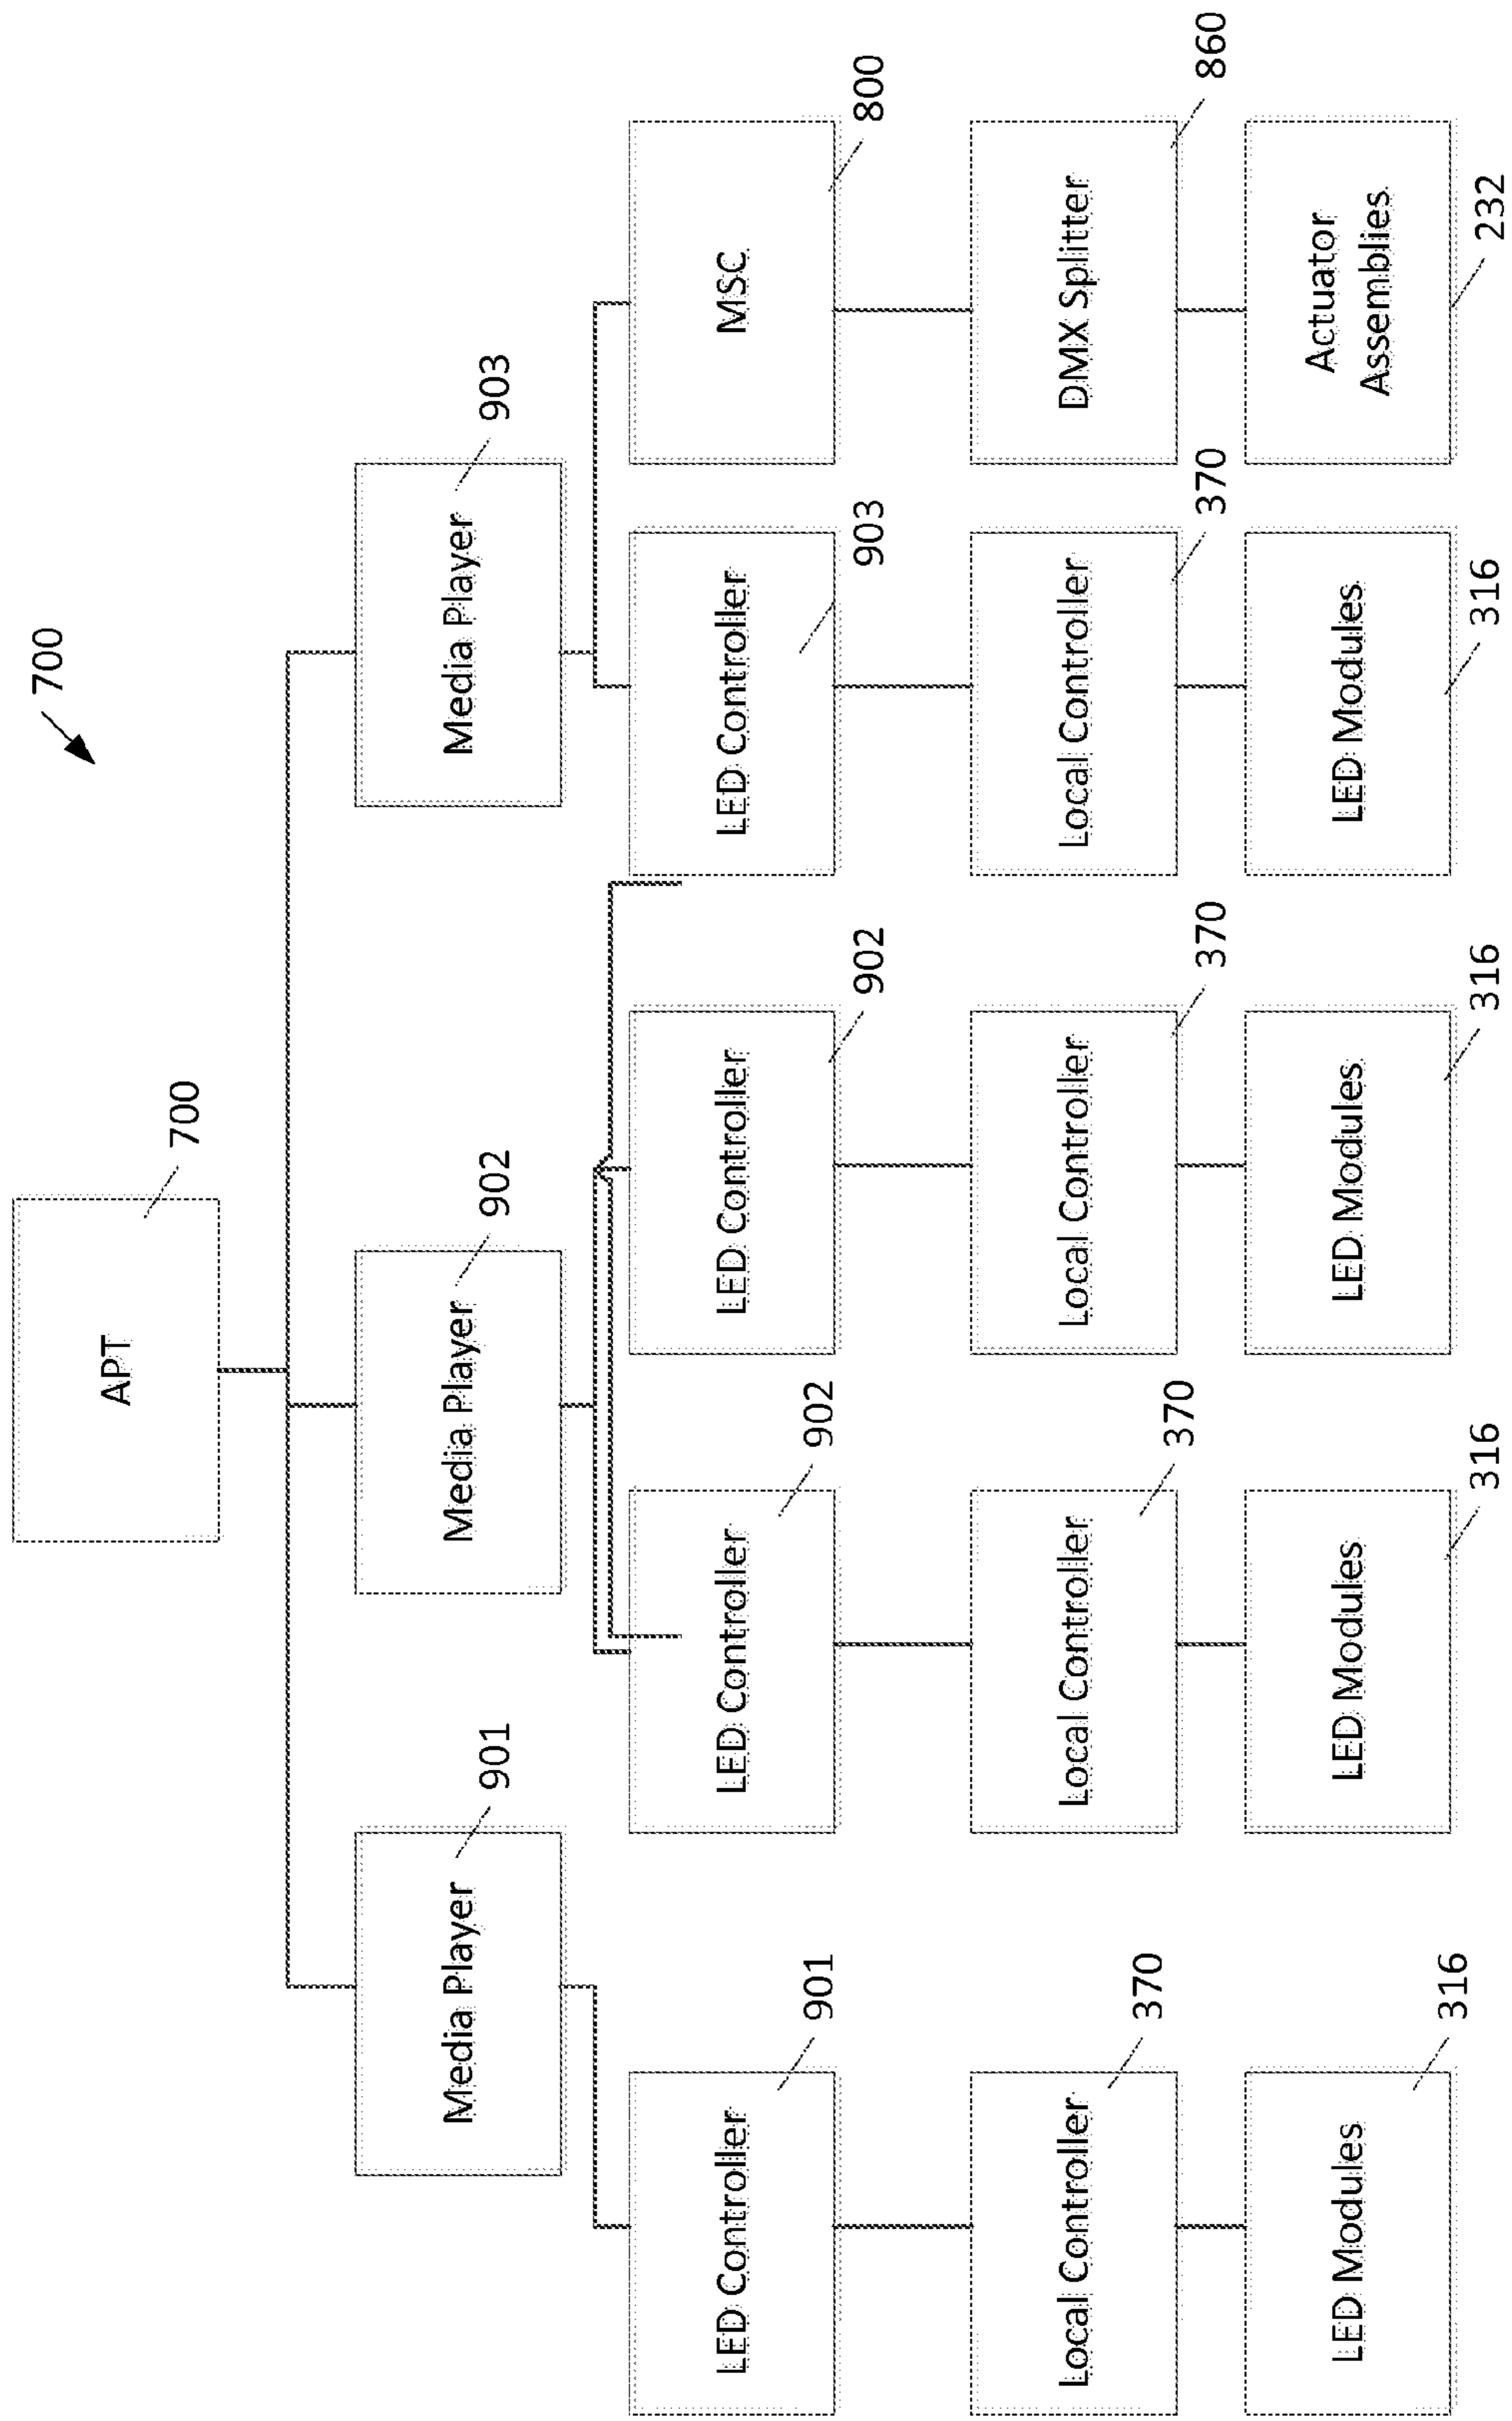 700
APT
700
Media Player
901
Media Player
902
Media Player
903
LED Controller
901
LED Controller
902
LED Controller
902
LED Controller
903
MSC
800
Local Controller
370
Local Controller
370
Local Controller
370
Local Controller
370
DMX Splitter
860
LED Modules
316
LED Modules
316
LED Modules
316
LED Modules
316
Actuator
Assemblies
232